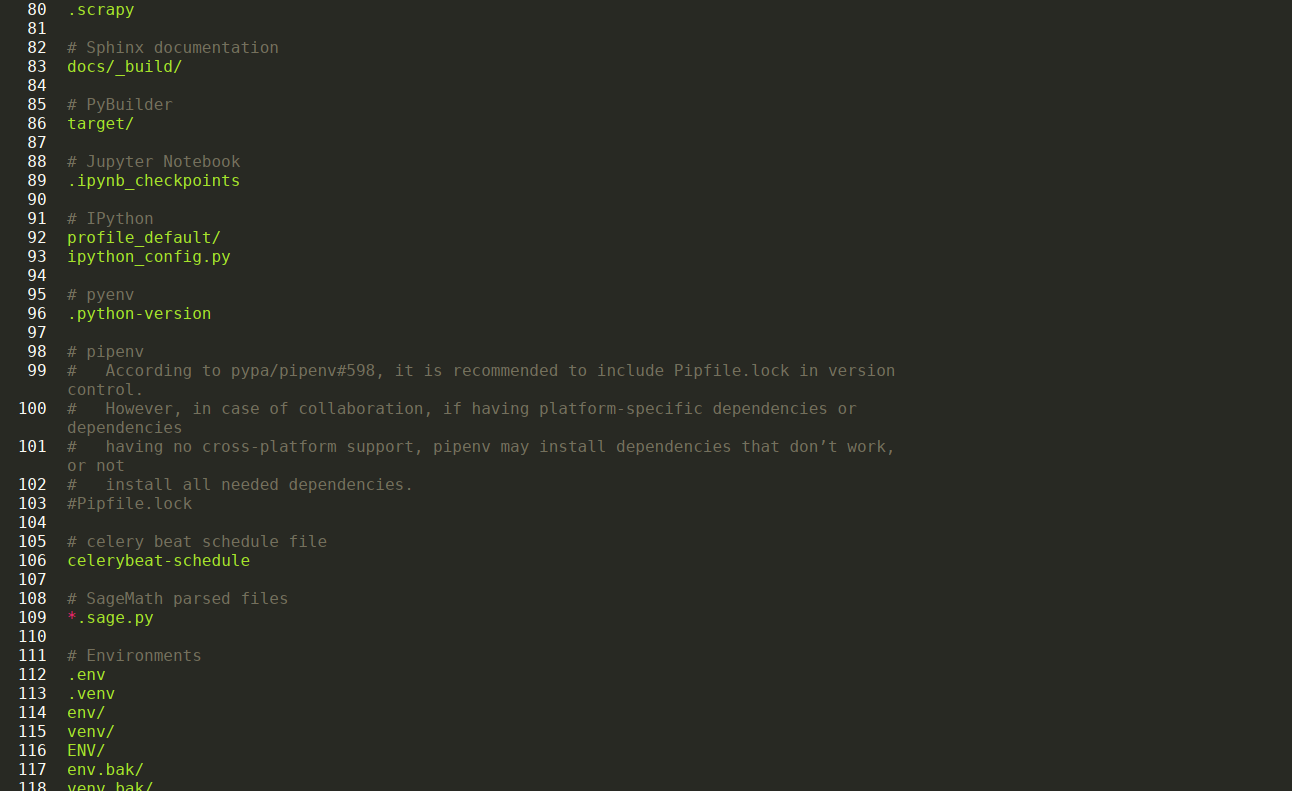 80 .scrapy
81
82 # Sphinx documentation
83 docs/_build/
84
85 # PyBuilder
86 target/
87
88 # Jupyter Notebook
89 .ipynb_checkpoints
90
91 # IPython
92 profile_default/
93 ipython_config.py
94
95 # pyenv
96 .python-version
97
98 # pipenv
99 #   According to pypa/pipenv#598, it is recommended to include Pipfile.lock in version
control.
100 #   However, in case of collaboration, if having platform-specific dependencies or
dependencies
101 #   having no cross-platform support, pipenv may install dependencies that don’t work,
or not
102 #   install all needed dependencies.
103 #Pipfile.lock
104
105 # celery beat schedule file
106 celerybeat-schedule
107
108 # SageMath parsed files
109 *.sage.py
110
111 # Environments
112 .env
113 .venv
114 env/
115 venv/
116 ENV/
117 env.bak/
118 venv.bak/